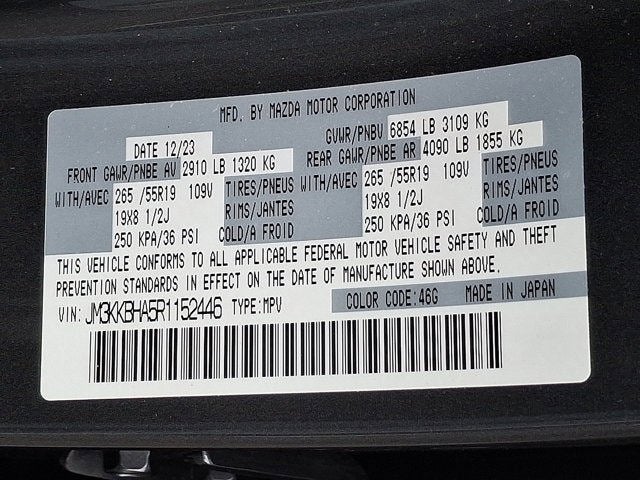 MFD. BY MAZDA MOTOR CORPORATION
DATE 12/23 GVWR/PNBV 6854 LB 3109 KG
FRONT GAWR/PNBE AV 2910 LB 1320 KG REAR GAWR/PNBE AR 4090 LB 1855 KG
WITH/AVEC 265 /55R19 109V TIRES/PNEUS WITH/AVEC 265 /55R19 109V TIRES/PNEUS
19X8 1/2J RIMS/JANTES 19X8 1/2J RIMS/JANTES
250 KPA/36 PSI COLD/A FROID 250 KPA/36 PSI COLD/A FROID
THIS VEHICLE CONFORMS TO ALL APPLICABLE FEDERAL MOTOR VEHICLE SAFETY AND THEFT
PREVENTION STANDARDS IN EFFECT ON THE DATE OF MANUFACTURE SHOWN ABOVE.
VIN: JM3KKBHA5R1152446 TYPE:MPV COLOR CODE:46G MADE IN JAPAN